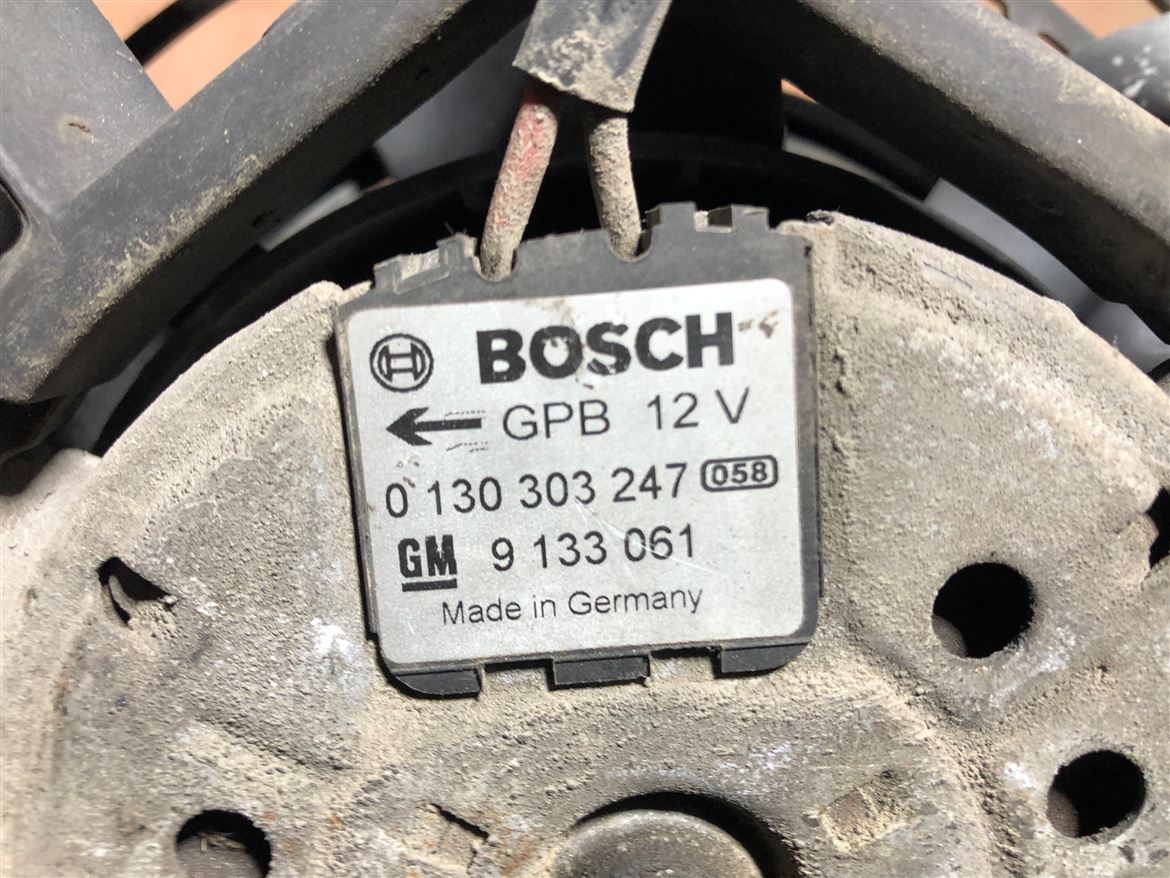 BOSCH
GPB 12 V
0 130 303 247 058
GM 9 133 061
Made in Germany